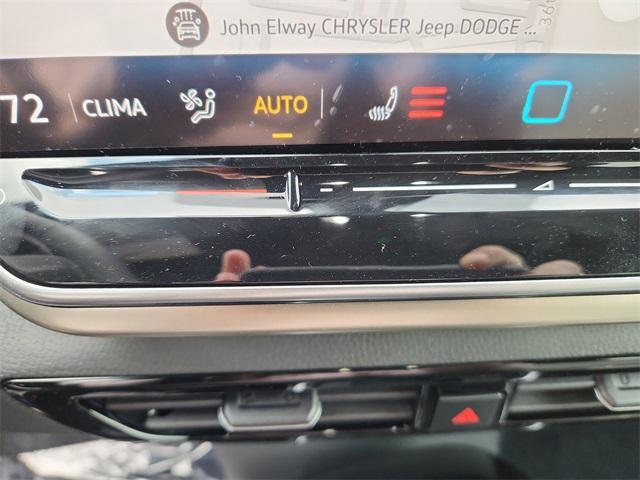 John Elway CHRYSLER Jeep DODGE ...
72 CLIMA AUTO